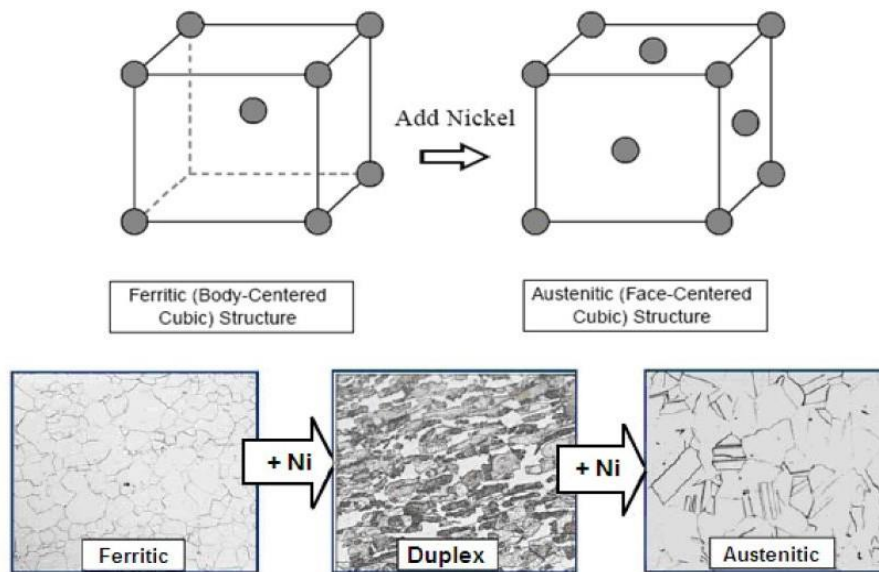 Add Nickel
Ferritic (Body-Centered
Cubic) Structure
Austenitic (Face-Centered
Cubic) Structure
+ Ni
+ Ni
Ferritic
Duplex
Austenitic